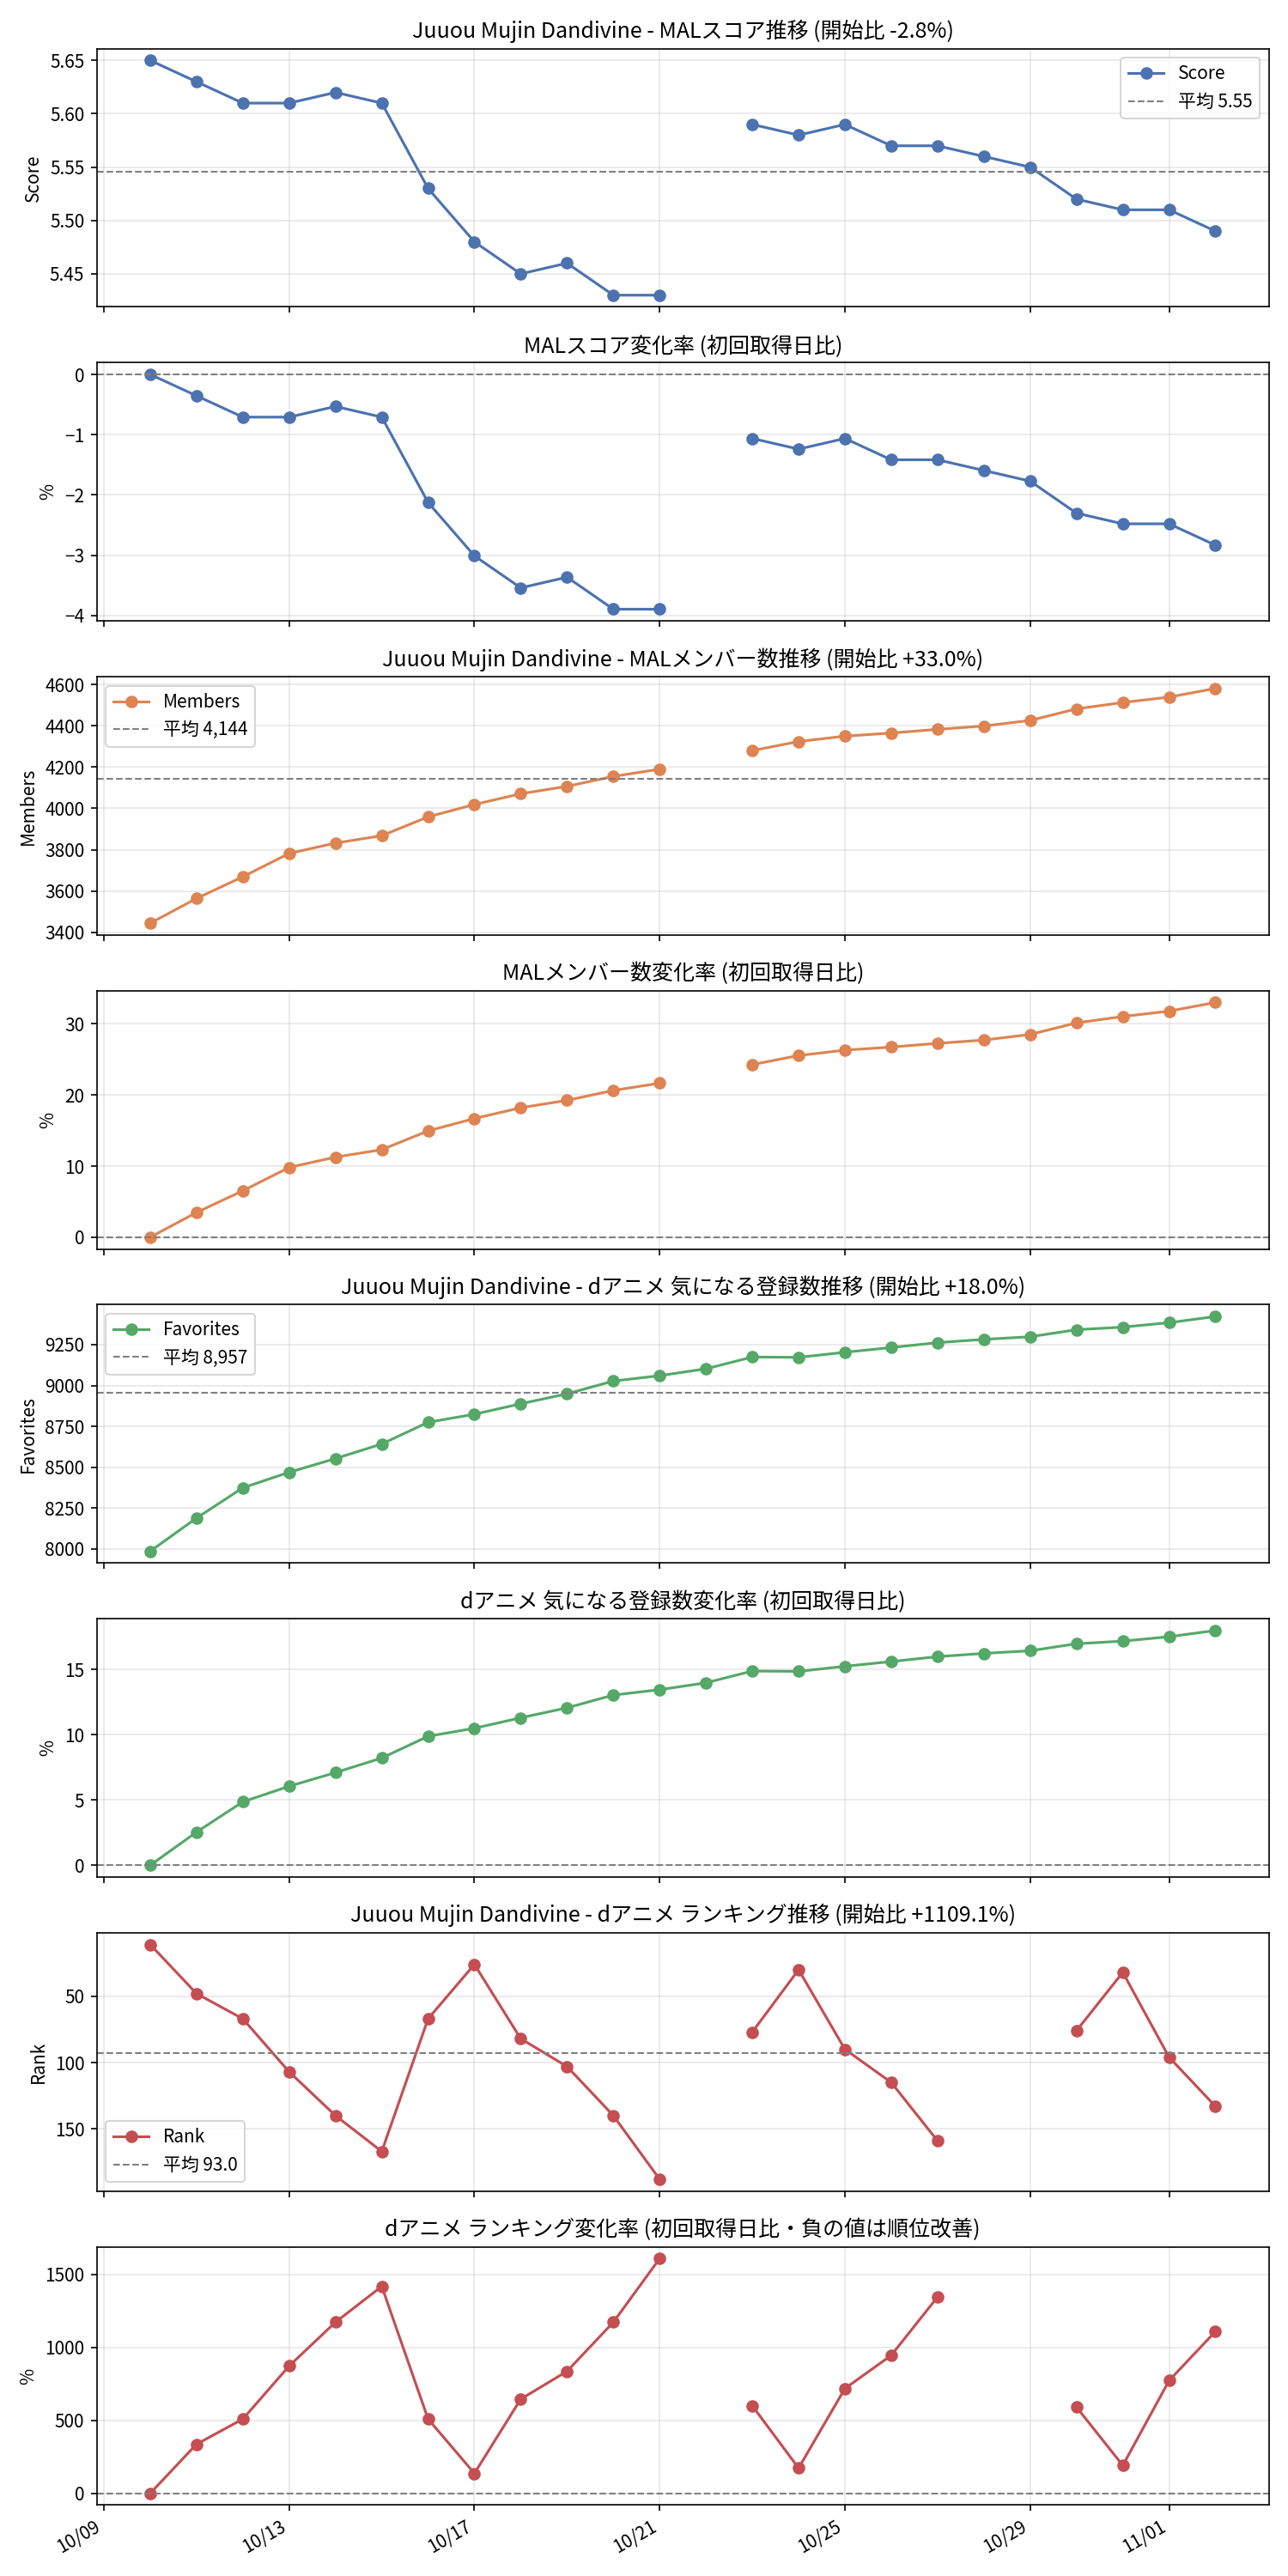 Juuou Mujin Dandivine - MALスコア推移 (開始比 -2.8%)
5.65
5.60
5.55
5.50
5.45
Score
Score
平均 5.55
MALスコア変化率 (初回取得日比)
0
−1
−2
−3
−4
%
Juuou Mujin Dandivine - MALメンバー数推移 (開始比 +33.0%)
4600
4400
4200
4000
3800
3600
3400
Members
Members
平均 4,144
MALメンバー数変化率 (初回取得日比)
30
20
10
0
%
Juuou Mujin Dandivine - dアニメ 気になる登録数推移 (開始比 +18.0%)
9250
9000
8750
8500
8250
8000
Favorites
Favorites
平均 8,957
dアニメ 気になる登録数変化率 (初回取得日比)
15
10
5
0
%
Juuou Mujin Dandivine - dアニメ ランキング推移 (開始比 +1109.1%)
50
100
150
Rank
Rank
平均 93.0
dアニメ ランキング変化率 (初回取得日比・負の値は順位改善)
1500
1000
500
0
%
10/09
10/13
10/17
10/21
10/25
10/29
11/01